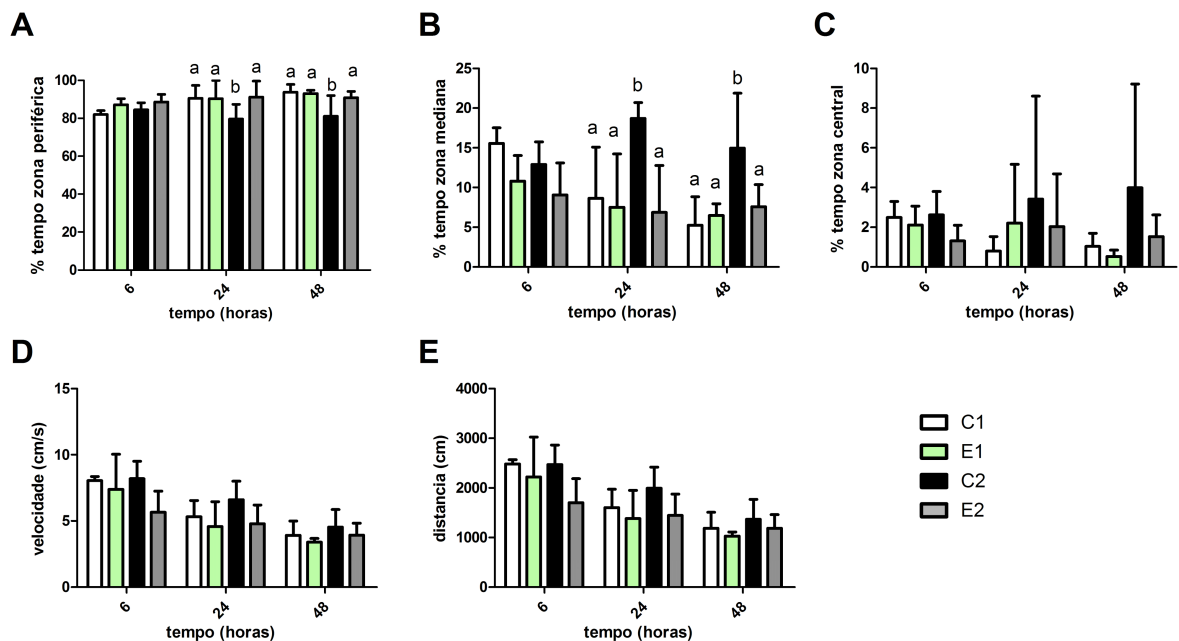 A
% tempo zona periférica
100
80
60
40
20
0
a a b a a a b a
6 24 48
tempo (horas)
B
% tempo zona mediana
25
20
15
10
5
0
a a b a a a b a
6 24 48
tempo (horas)
C
% tempo zona central
10
8
6
4
2
0
6 24 48
tempo (horas)
D
velocidade (cm/s)
15
10
5
0
6 24 48
tempo (horas)
E
distancia (cm)
4000
3000
2000
1000
0
6 24 48
tempo (horas)
C1
E1
C2
E2